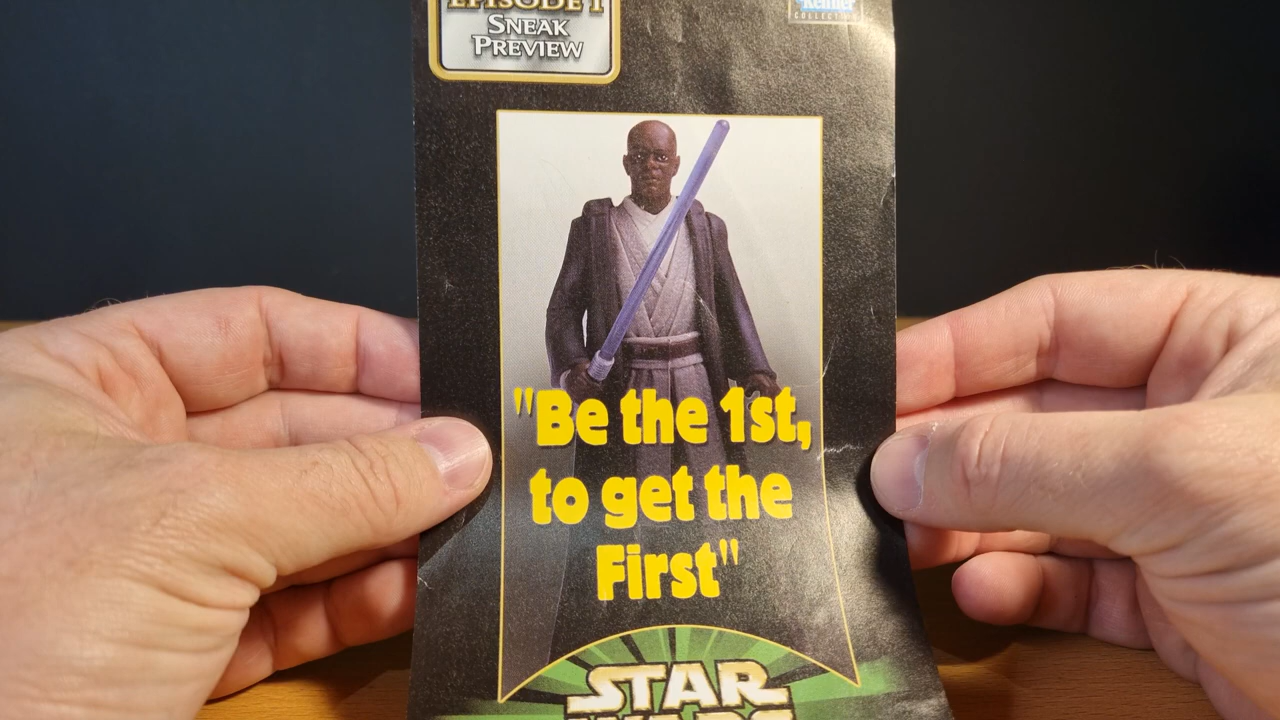 EPISODE I
SNEAK
PREVIEW
Kenner
COLLECTION
"Be the 1st,
to get the
First"
STAR
WARS